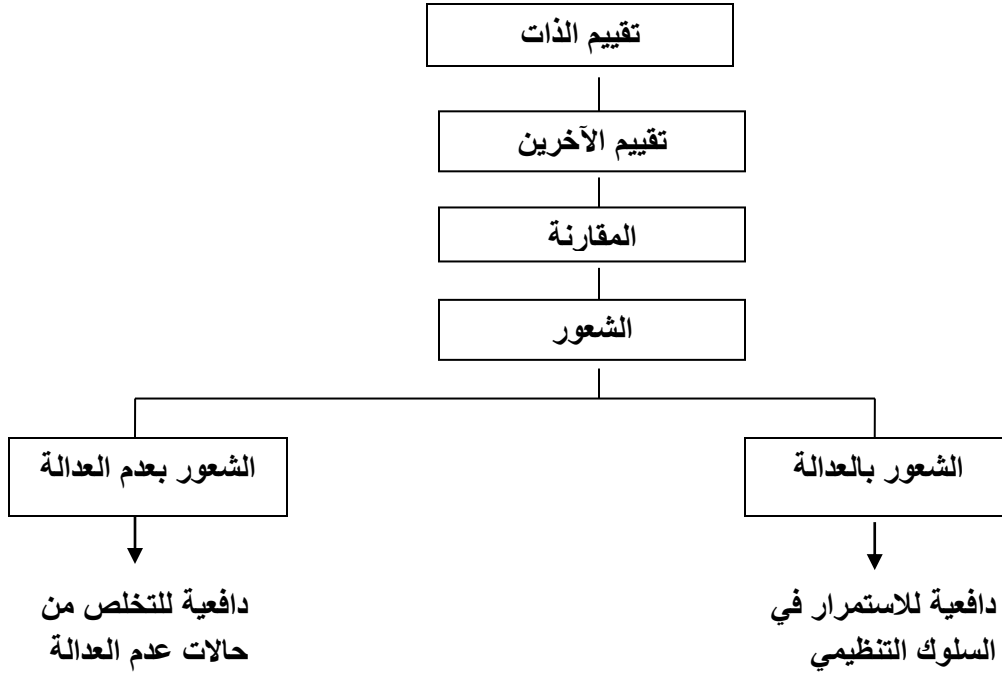 تقييم الذات
تقييم الآخرين
المقارنة
الشعور
الشعور بالعدالة
الشعور بعدم العدالة
دافعية للاستمرار في
السلوك التنظيمي
دافعية للتخلص من
حالات عدم العدالة